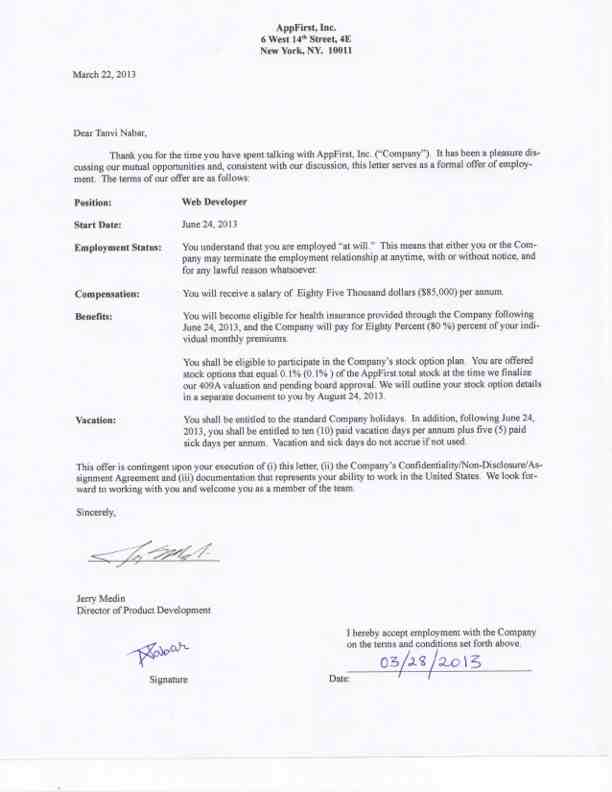 AppFirst, Inc.
6 West 14th Street, 4E
New York, NY. 10011
March 22, 2013
Dear Tanvi Nabar,
Thank you for the time you have spent talking with AppFirst, Inc. ("Company"). It has been a pleasure dis-
cussing our mutual opportunities and, consistent with our discussion, this letter serves as a formal offer of employ-
ment. The terms of our offer are as follows:
Position: Web Developer
Start Date: June 24, 2013
Employment Status: You understand that you are employed "at will." This means that either you or the Com-
pany may terminate the employment relationship at anytime, with or without notice, and
for any lawful reason whatsoever.
Compensation: You will receive a salary of Eighty Five Thousand dollars ($85,000) per annum.
Benefits: You will become eligible for health insurance provided through the Company following
June 24, 2013, and the Company will pay for Eighty Percent (80 %) percent of your indi-
vidual monthly premiums.
You shall be eligible to participate in the Company's stock option plan. You are offered
stock options that equal 0.1% (0.1% ) of the AppFirst total stock at the time we finalize
our 409A valuation and pending board approval. We will outline your stock option details
in a separate document to you by August 24, 2013.
Vacation: You shall be entitled to the standard Company holidays. In addition, following June 24,
2013, you shall be entitled to ten (10) paid vacation days per annum plus five (5) paid
sick days per annum. Vacation and sick days do not accrue if not used.
This offer is contingent upon your execution of (i) this letter, (ii) the Company's Confidentiality/Non-Disclosure/As-
signment Agreement and (iii) documentation that represents your ability to work in the United States. We look for-
ward to working with you and welcome you as a member of the team.
Sincerely,
Jerry Medin
Director of Product Development
I hereby accept employment with the Company
on the terms and conditions set forth above.
03/28/2013
Signature
Date: